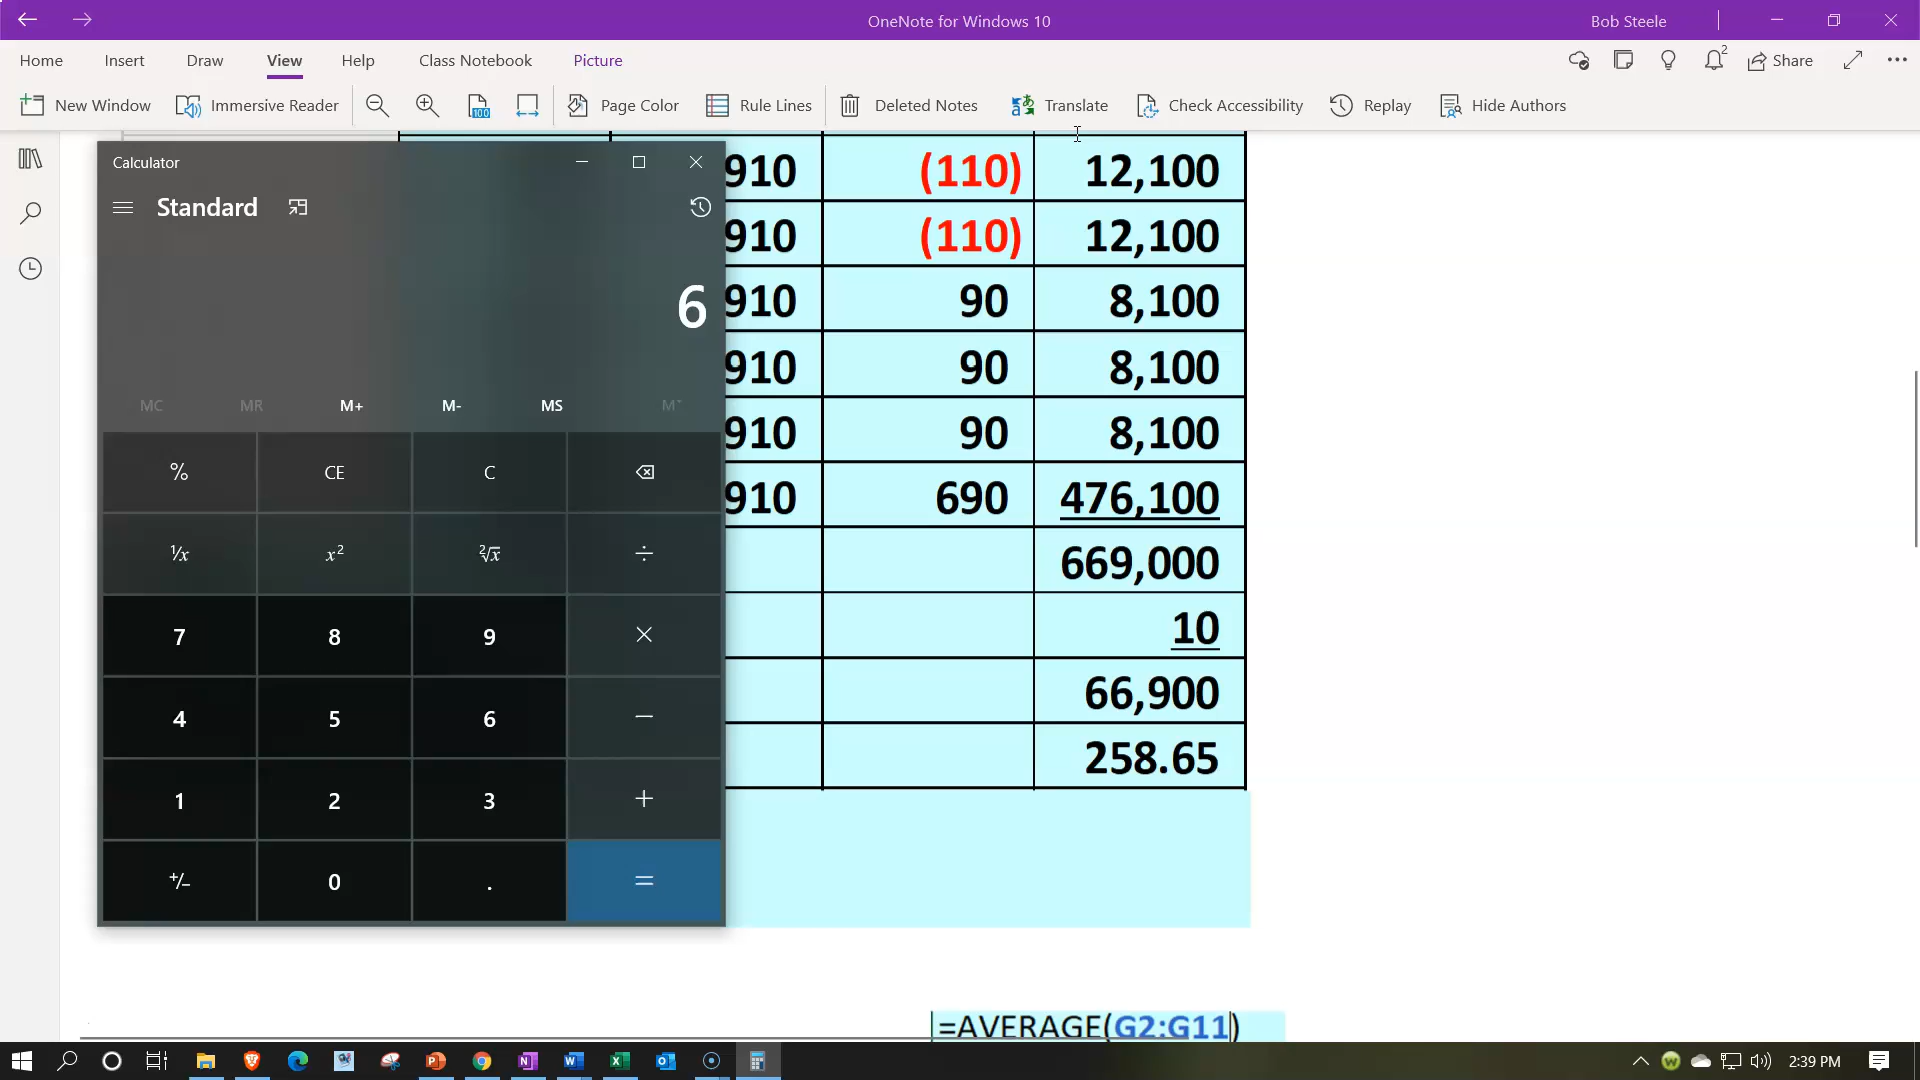 OneNote for Windows 10
Bob Steele
Home Insert Draw View Help Class Notebook Picture
2
Share
New Window Immersive Reader 100 Page Color Rule Lines Deleted Notes Translate Check Accessibility Replay Hide Authors
Calculator
Standard
6
MC MR M+ M- MS M˅
% CE C
¹/x x² ²√x ÷
7 8 9 ×
4 5 6 −
1 2 3 +
+/− 0 . =
910 (110) 12,100
910 (110) 12,100
910 90 8,100
910 90 8,100
910 90 8,100
910 690 476,100
669,000
10
66,900
258.65
=AVERAGE(G2:G11)
2:39 PM